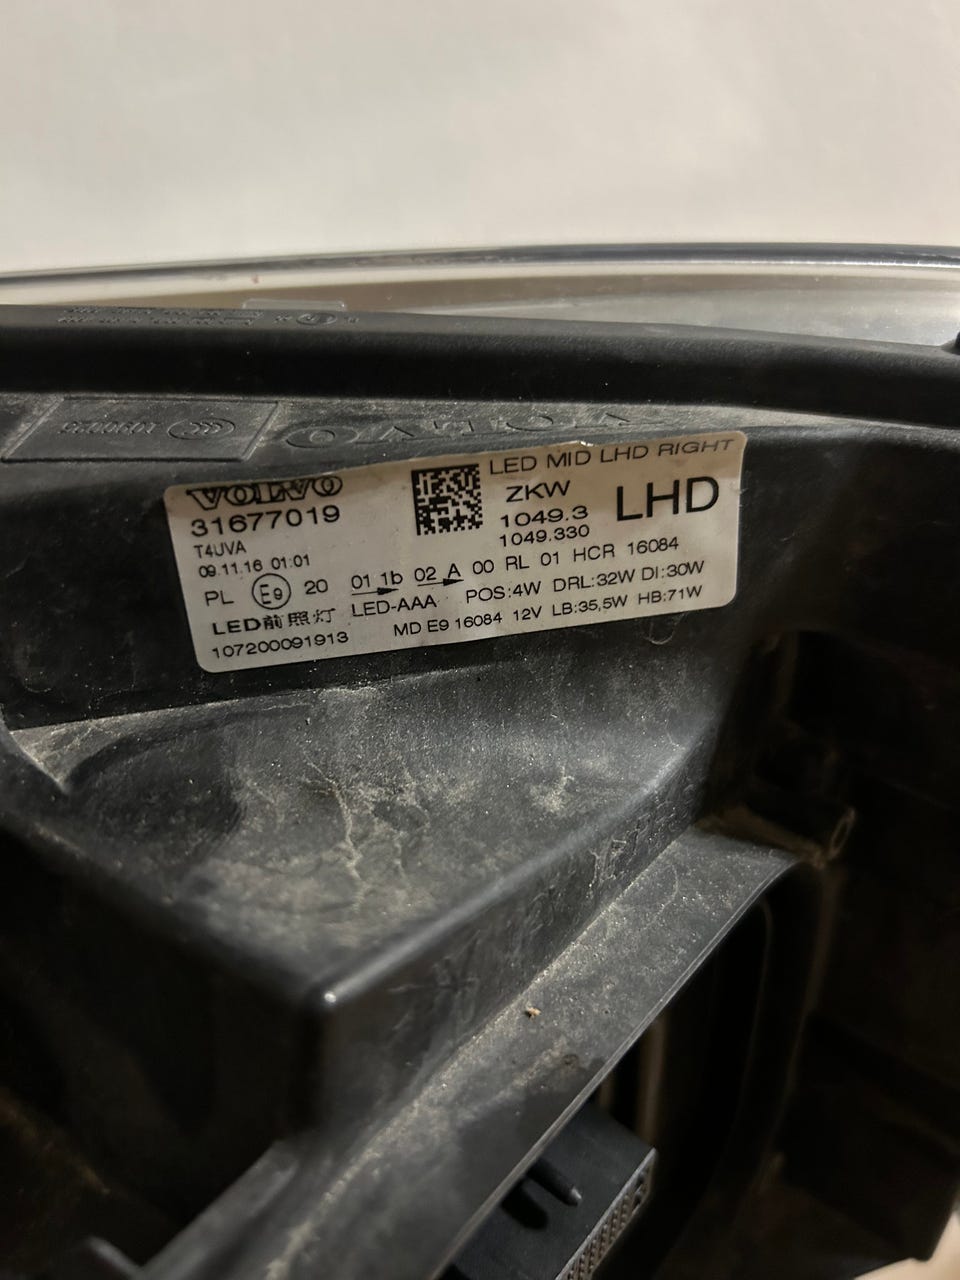 VOLVO
VOLVO
31677019
T4UVA
09.11.16 01:01
PL E9 20 01 1b 02 A 00 RL 01 HCR 16084
LED-AAA POS:4W DRL:32W DI:30W
LED前照灯
MD E9 16084 12V LB:35,5W HB:71W
107200091913
LED MID LHD RIGHT
ZKW
1049.3
1049.330
LHD